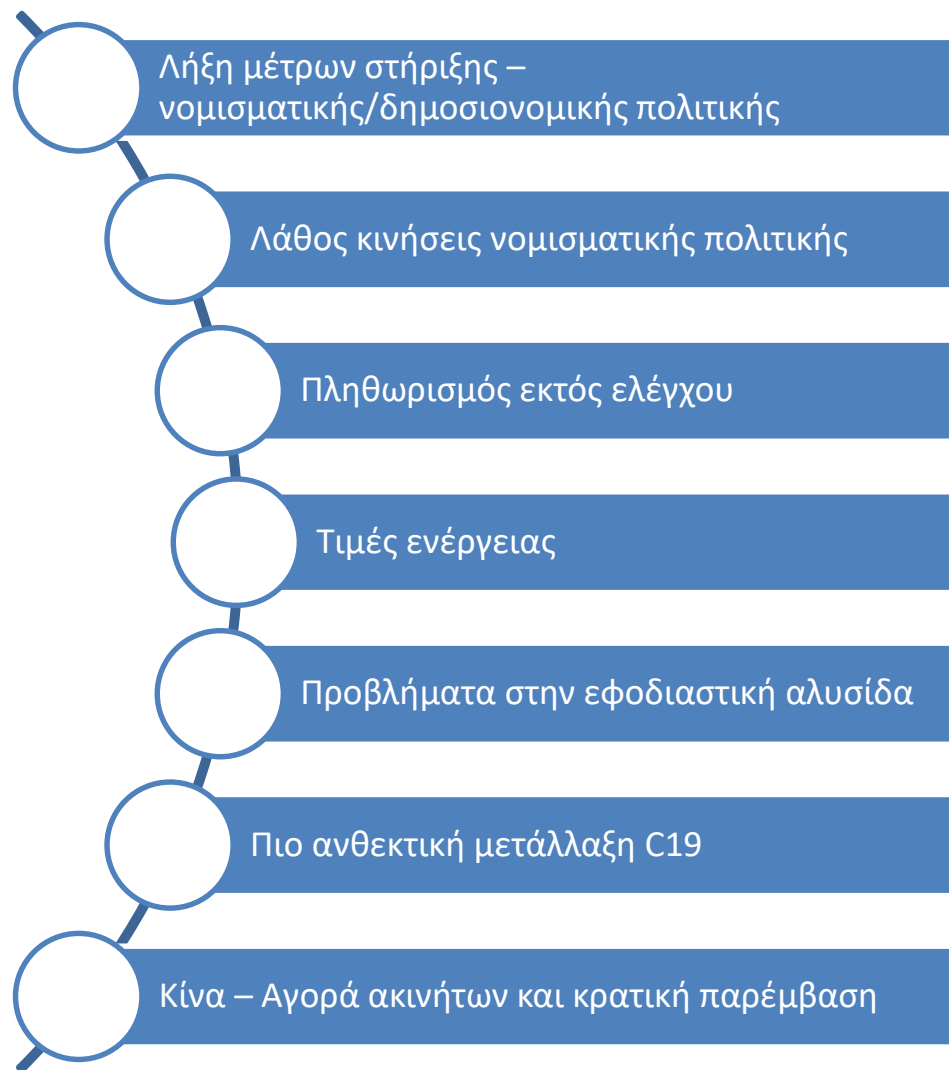 Λήξη μέτρων στήριξης –
νομισματικής/δημοσιονομικής πολιτικής
Λάθος κινήσεις νομισματικής πολιτικής
Πληθωρισμός εκτός ελέγχου
Τιμές ενέργειας
Προβλήματα στην εφοδιαστική αλυσίδα
Πιο ανθεκτική μετάλλαξη C19
Κίνα – Αγορά ακινήτων και κρατική παρέμβαση